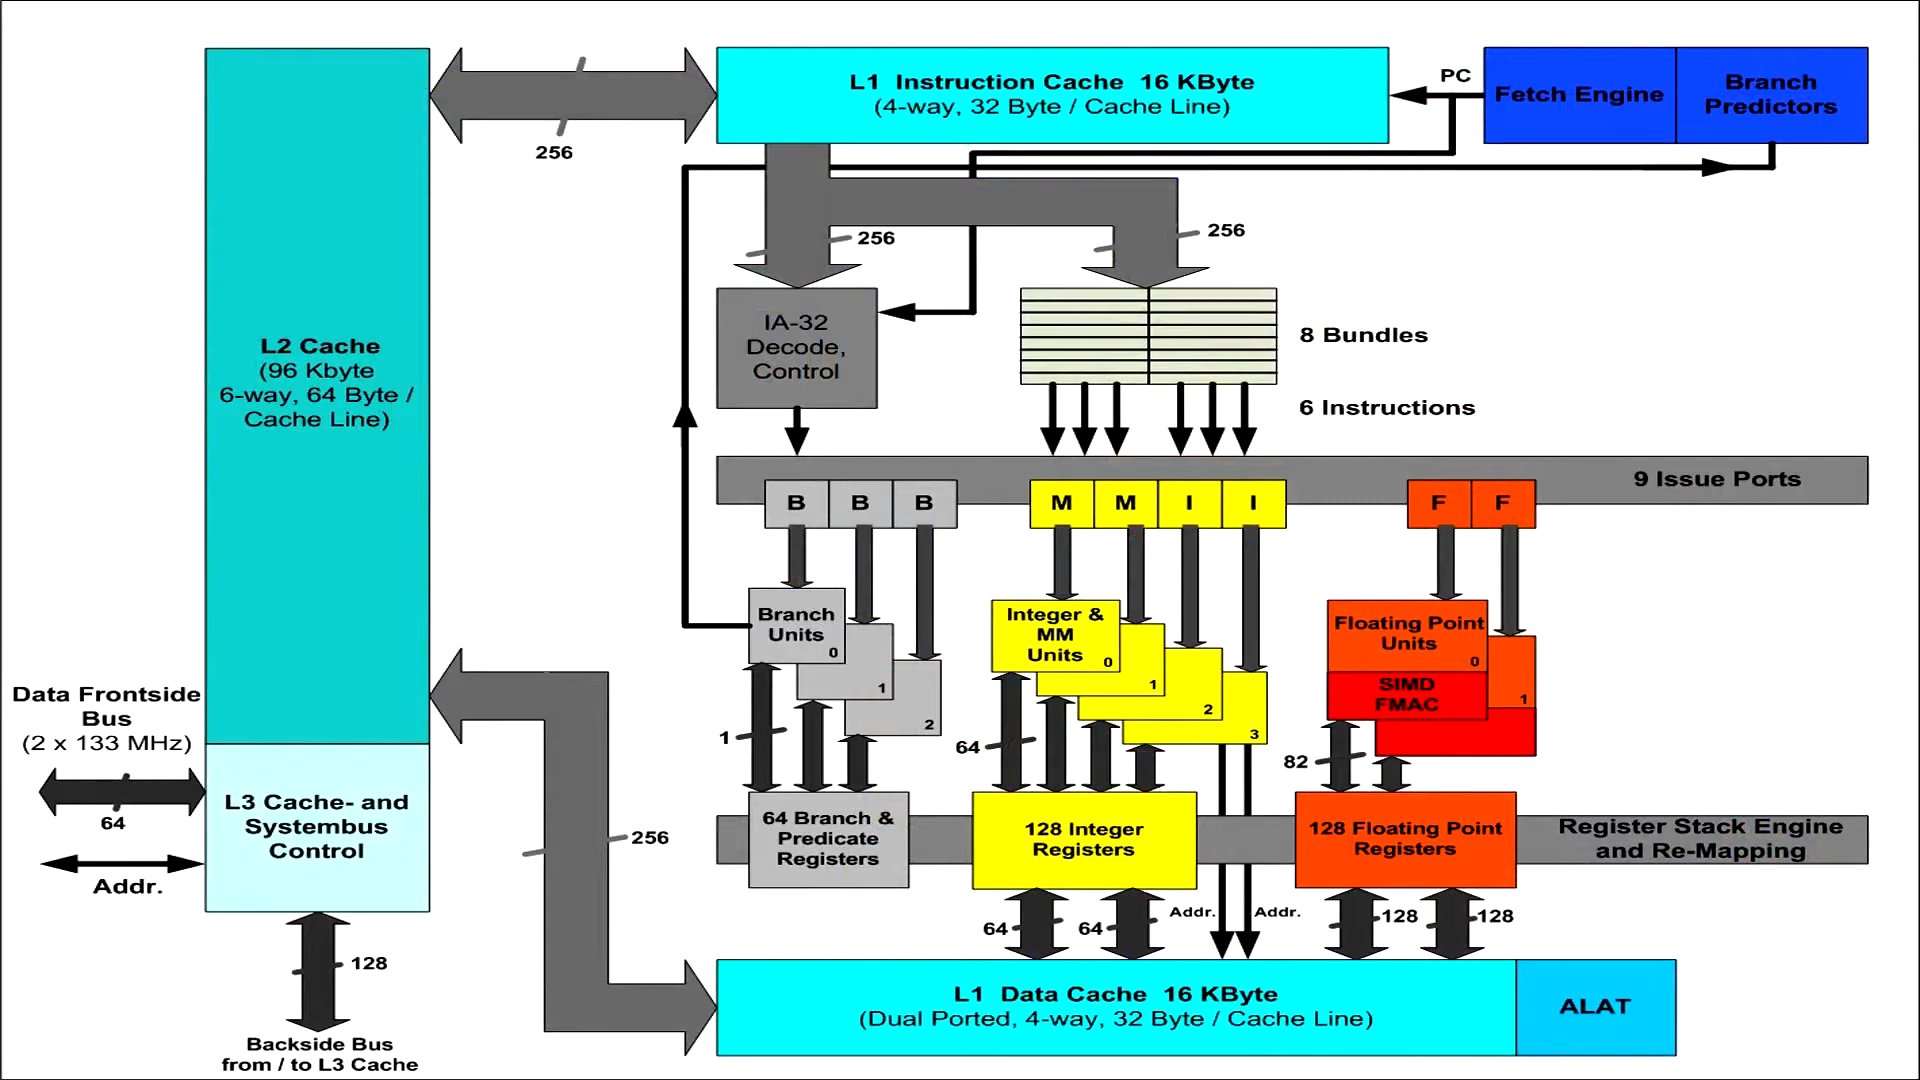 L1 Instruction Cache 16 KByte
(4-way, 32 Byte / Cache Line)
PC
Fetch Engine
Branch
Predictors
256
256
256
IA-32
Decode,
Control
8 Bundles
6 Instructions
L2 Cache
(96 Kbyte
6-way, 64 Byte /
Cache Line)
9 Issue Ports
B
B
B
M
M
I
I
F
F
Branch
Units
0
1
2
Integer &
MM
Units
0
1
2
3
Floating Point
Units
0
SIMD
FMAC
1
Data Frontside
Bus
(2 x 133 MHz)
64
Addr.
L3 Cache- and
Systembus
Control
1
64
82
256
64 Branch &
Predicate
Registers
128 Integer
Registers
128 Floating Point
Registers
Register Stack Engine
and Re-Mapping
64
64
Addr.
Addr.
128
128
128
L1 Data Cache 16 KByte
(Dual Ported, 4-way, 32 Byte / Cache Line)
ALAT
Backside Bus
from / to L3 Cache